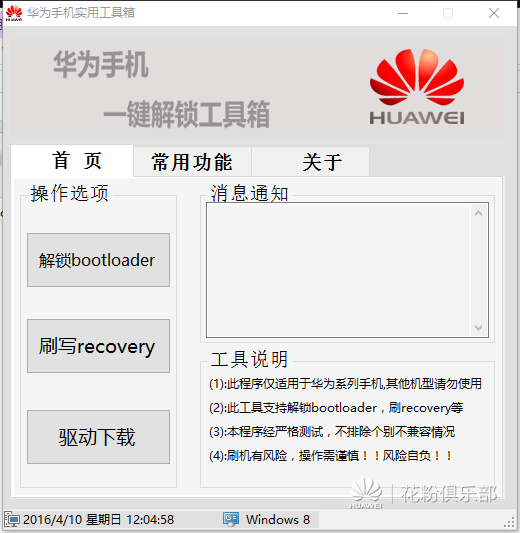 华为手机实用工具箱
华为手机
一键解锁工具箱
HUAWEI
首 页
常用功能
关于
操作选项
解锁bootloader
刷写recovery
驱动下载
消息通知
工具说明
(1):此程序仅适用于华为系列手机,其他机型请勿使用
(2):此工具支持解锁bootloader，刷recovery等
(3):本程序经严格测试，不排除个别不兼容情况
(4):刷机有风险，操作需谨慎！！风险自负！！
HUAWEI
花粉俱乐部
2016/4/10 星期日 12:04:58
Windows 8